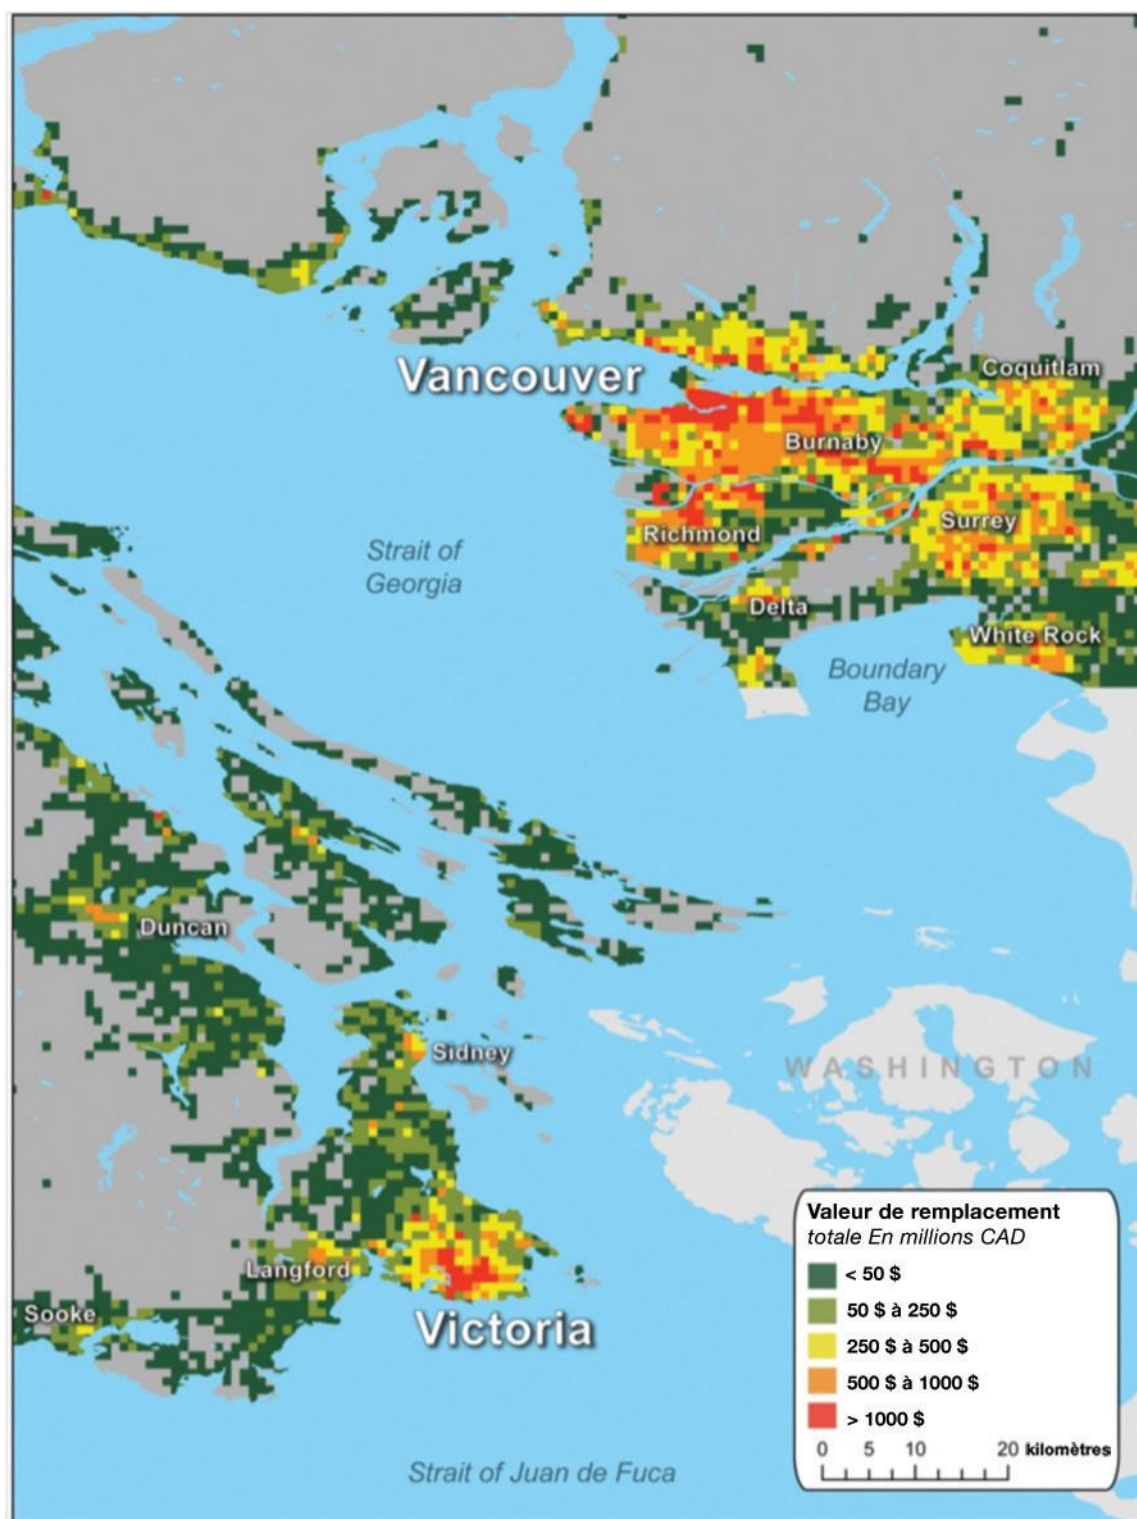 Vancouver
Coquitlam
Burnaby
Richmond
Surrey
Strait of
Georgia
Delta
White Rock
Boundary
Bay
Duncan
Sidney
WASHINGTON
Langford
Sooke
Victoria
Strait of Juan de Fuca
Valeur de remplacement
totale En millions CAD
< 50 $
50 $ à 250 $
250 $ à 500 $
500 $ à 1000 $
> 1000 $
0 5 10 20 kilomètres